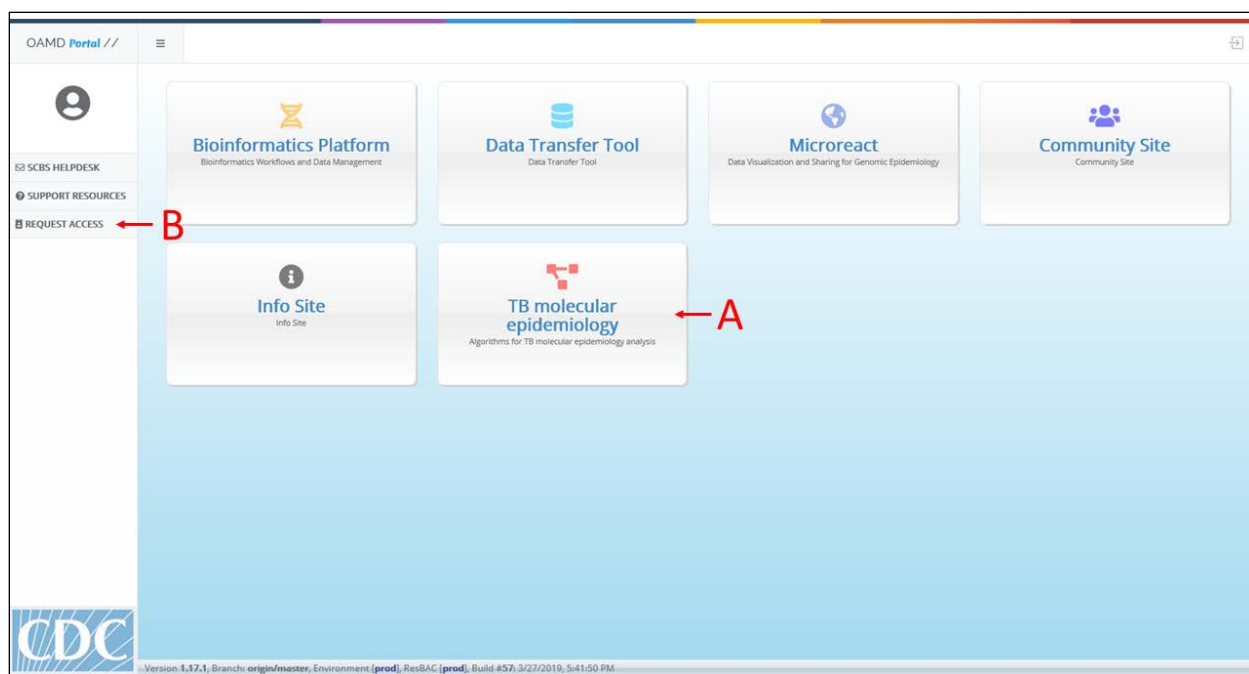 OAMD Portal //
SCBS HELPDESK
SUPPORT RESOURCES
REQUEST ACCESS
B
Bioinformatics Platform
Bioinformatics Workflows and Data Management
Data Transfer Tool
Data Transfer Tool
Microreact
Data Visualization and Sharing for Genomic Epidemiology
Community Site
Community Site
Info Site
Info Site
TB molecular
epidemiology
Algorithms for TB molecular epidemiology analysis
A
CDC
Version 1.17.1, Branch: origin/master, Environment [prod], ResBAC [prod], Build #57: 3/27/2019, 5:41:50 PM